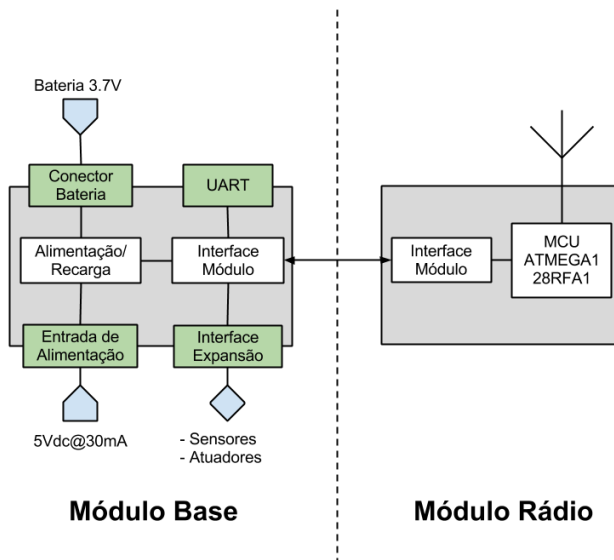 Bateria 3.7V
Conector
Bateria
UART
Alimentação/
Recarga
Interface
Módulo
Entrada de
Alimentação
Interface
Expansão
5Vdc@30mA
- Sensores
- Atuadores
Módulo Base
Interface
Módulo
MCU
ATMEGA1
28RFA1
Módulo Rádio